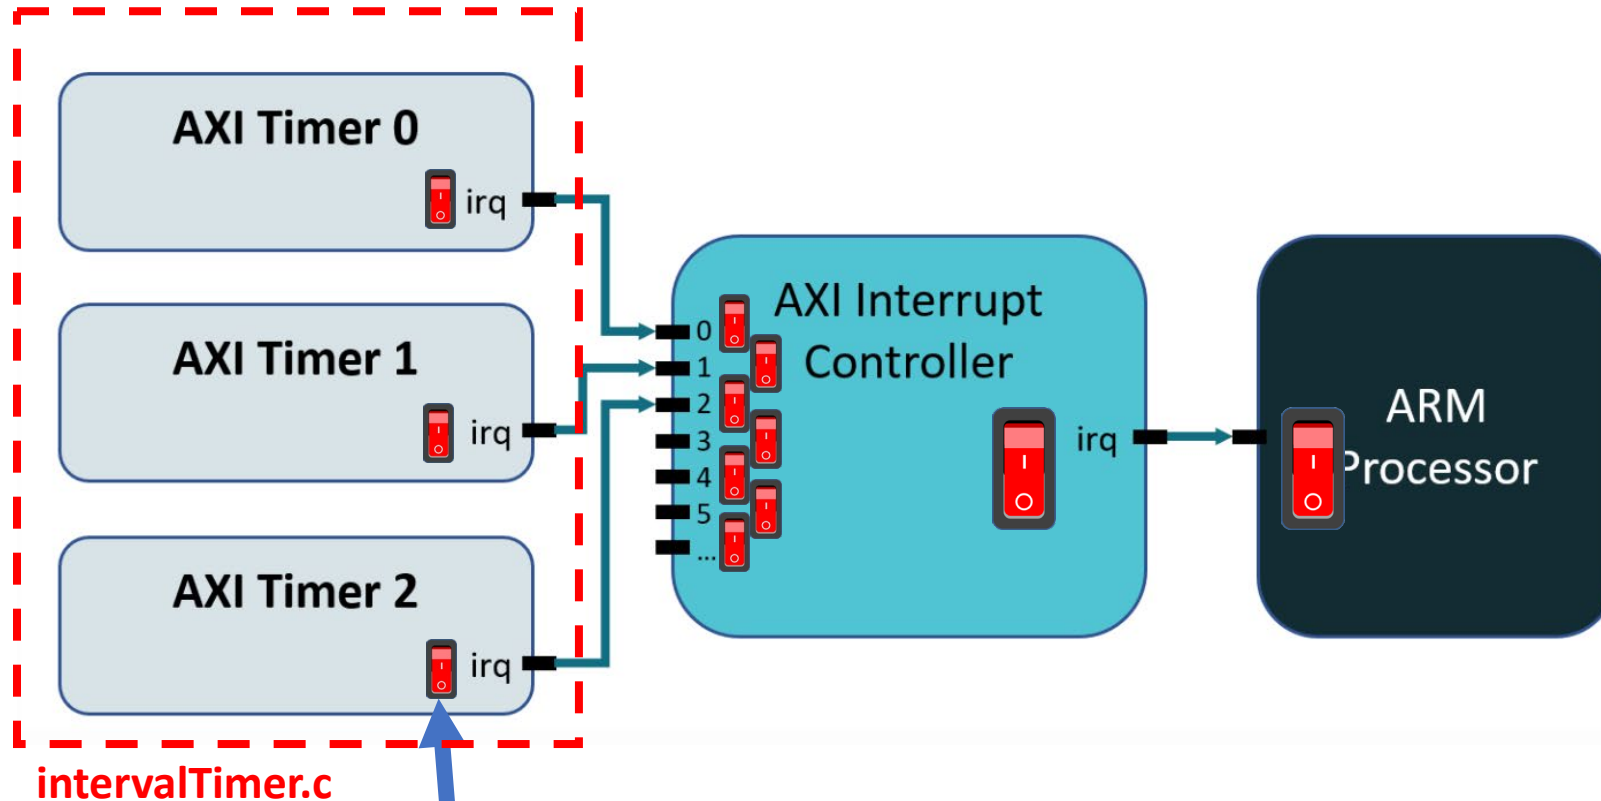 AXI Timer 0
irq
AXI Timer 1
irq
AXI Timer 2
irq
intervalTimer.c
AXI Interrupt
Controller
0
1
2
3
4
5
...
irq
ARM
Processor